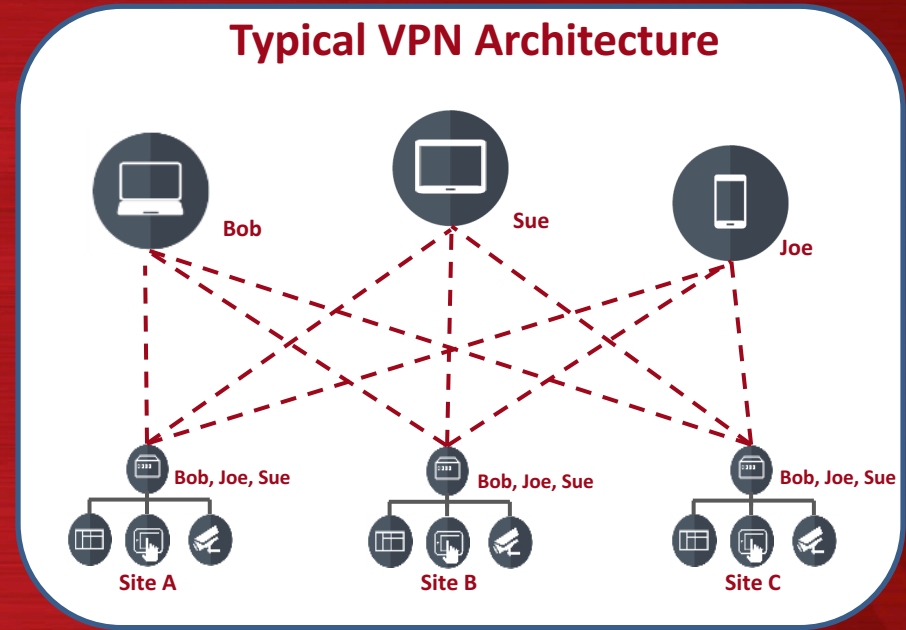 Typical VPN Architecture
Bob
Sue
Joe
Bob, Joe, Sue
Bob, Joe, Sue
Bob, Joe, Sue
Site A
Site B
Site C